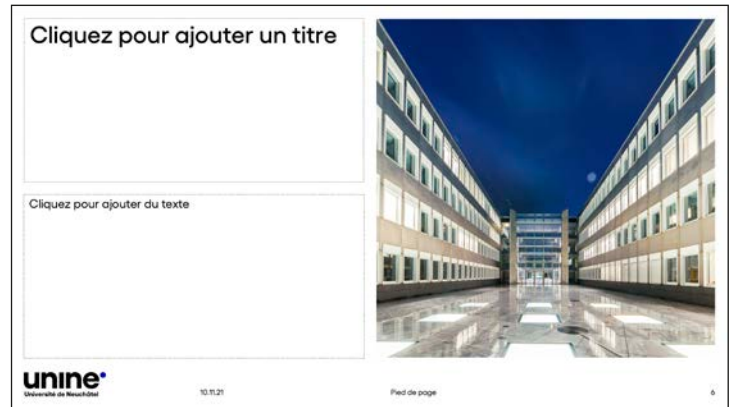 Cliquez pour ajouter un titre
Cliquez pour ajouter du texte
unine
Université de Neuchâtel
10.11.21
Pied de page
6